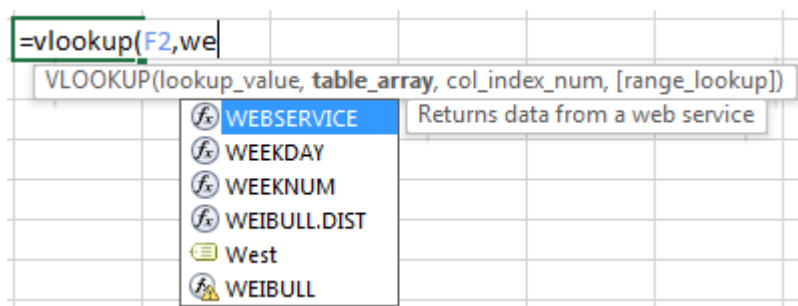 =vlookup(F2,we
VLOOKUP(lookup_value, table_array, col_index_num, [range_lookup])
WEBSERVICE
Returns data from a web service
WEEKDAY
WEEKNUM
WEIBULL.DIST
West
WEIBULL